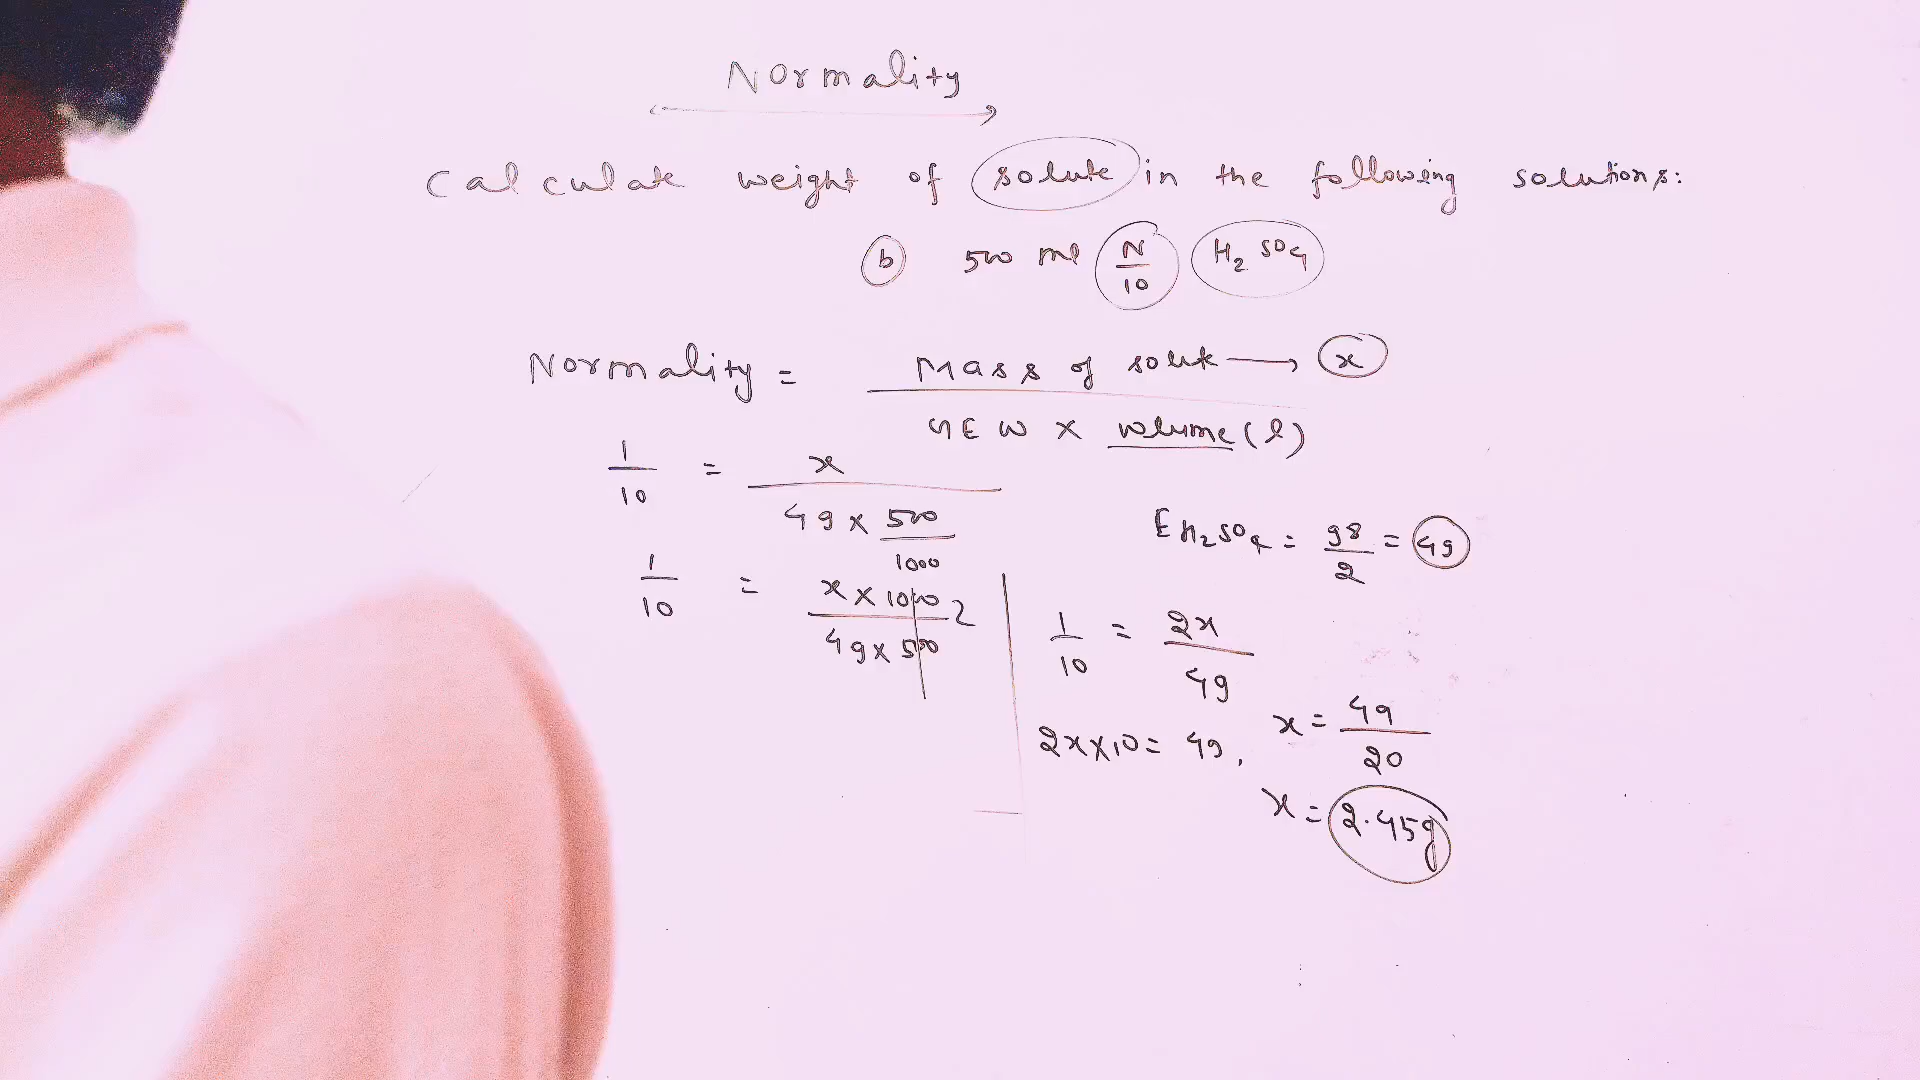 Normality
Calculate weight of solute in the following solutions:
b 500 ml N/10 H2SO4
Normality = Mass of solute → x
GEW × volume (l)
1/10 = x / 49 × 500/1000
E H2SO4 = 98/2 = 49
1/10 = x × 1000 2 / 49 × 500
1/10 = 2x/49
2x × 10 = 49, x = 49/20
x = 2.45g